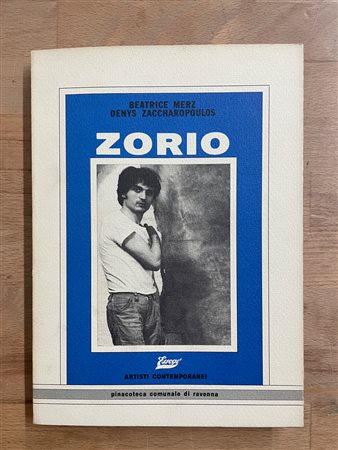 BEATRICE MERZ
DENYS ZACCHAROPOULOS
ZORIO
Essegi
ARTISTI CONTEMPORANEI
pinacoteca comunale di ravenna